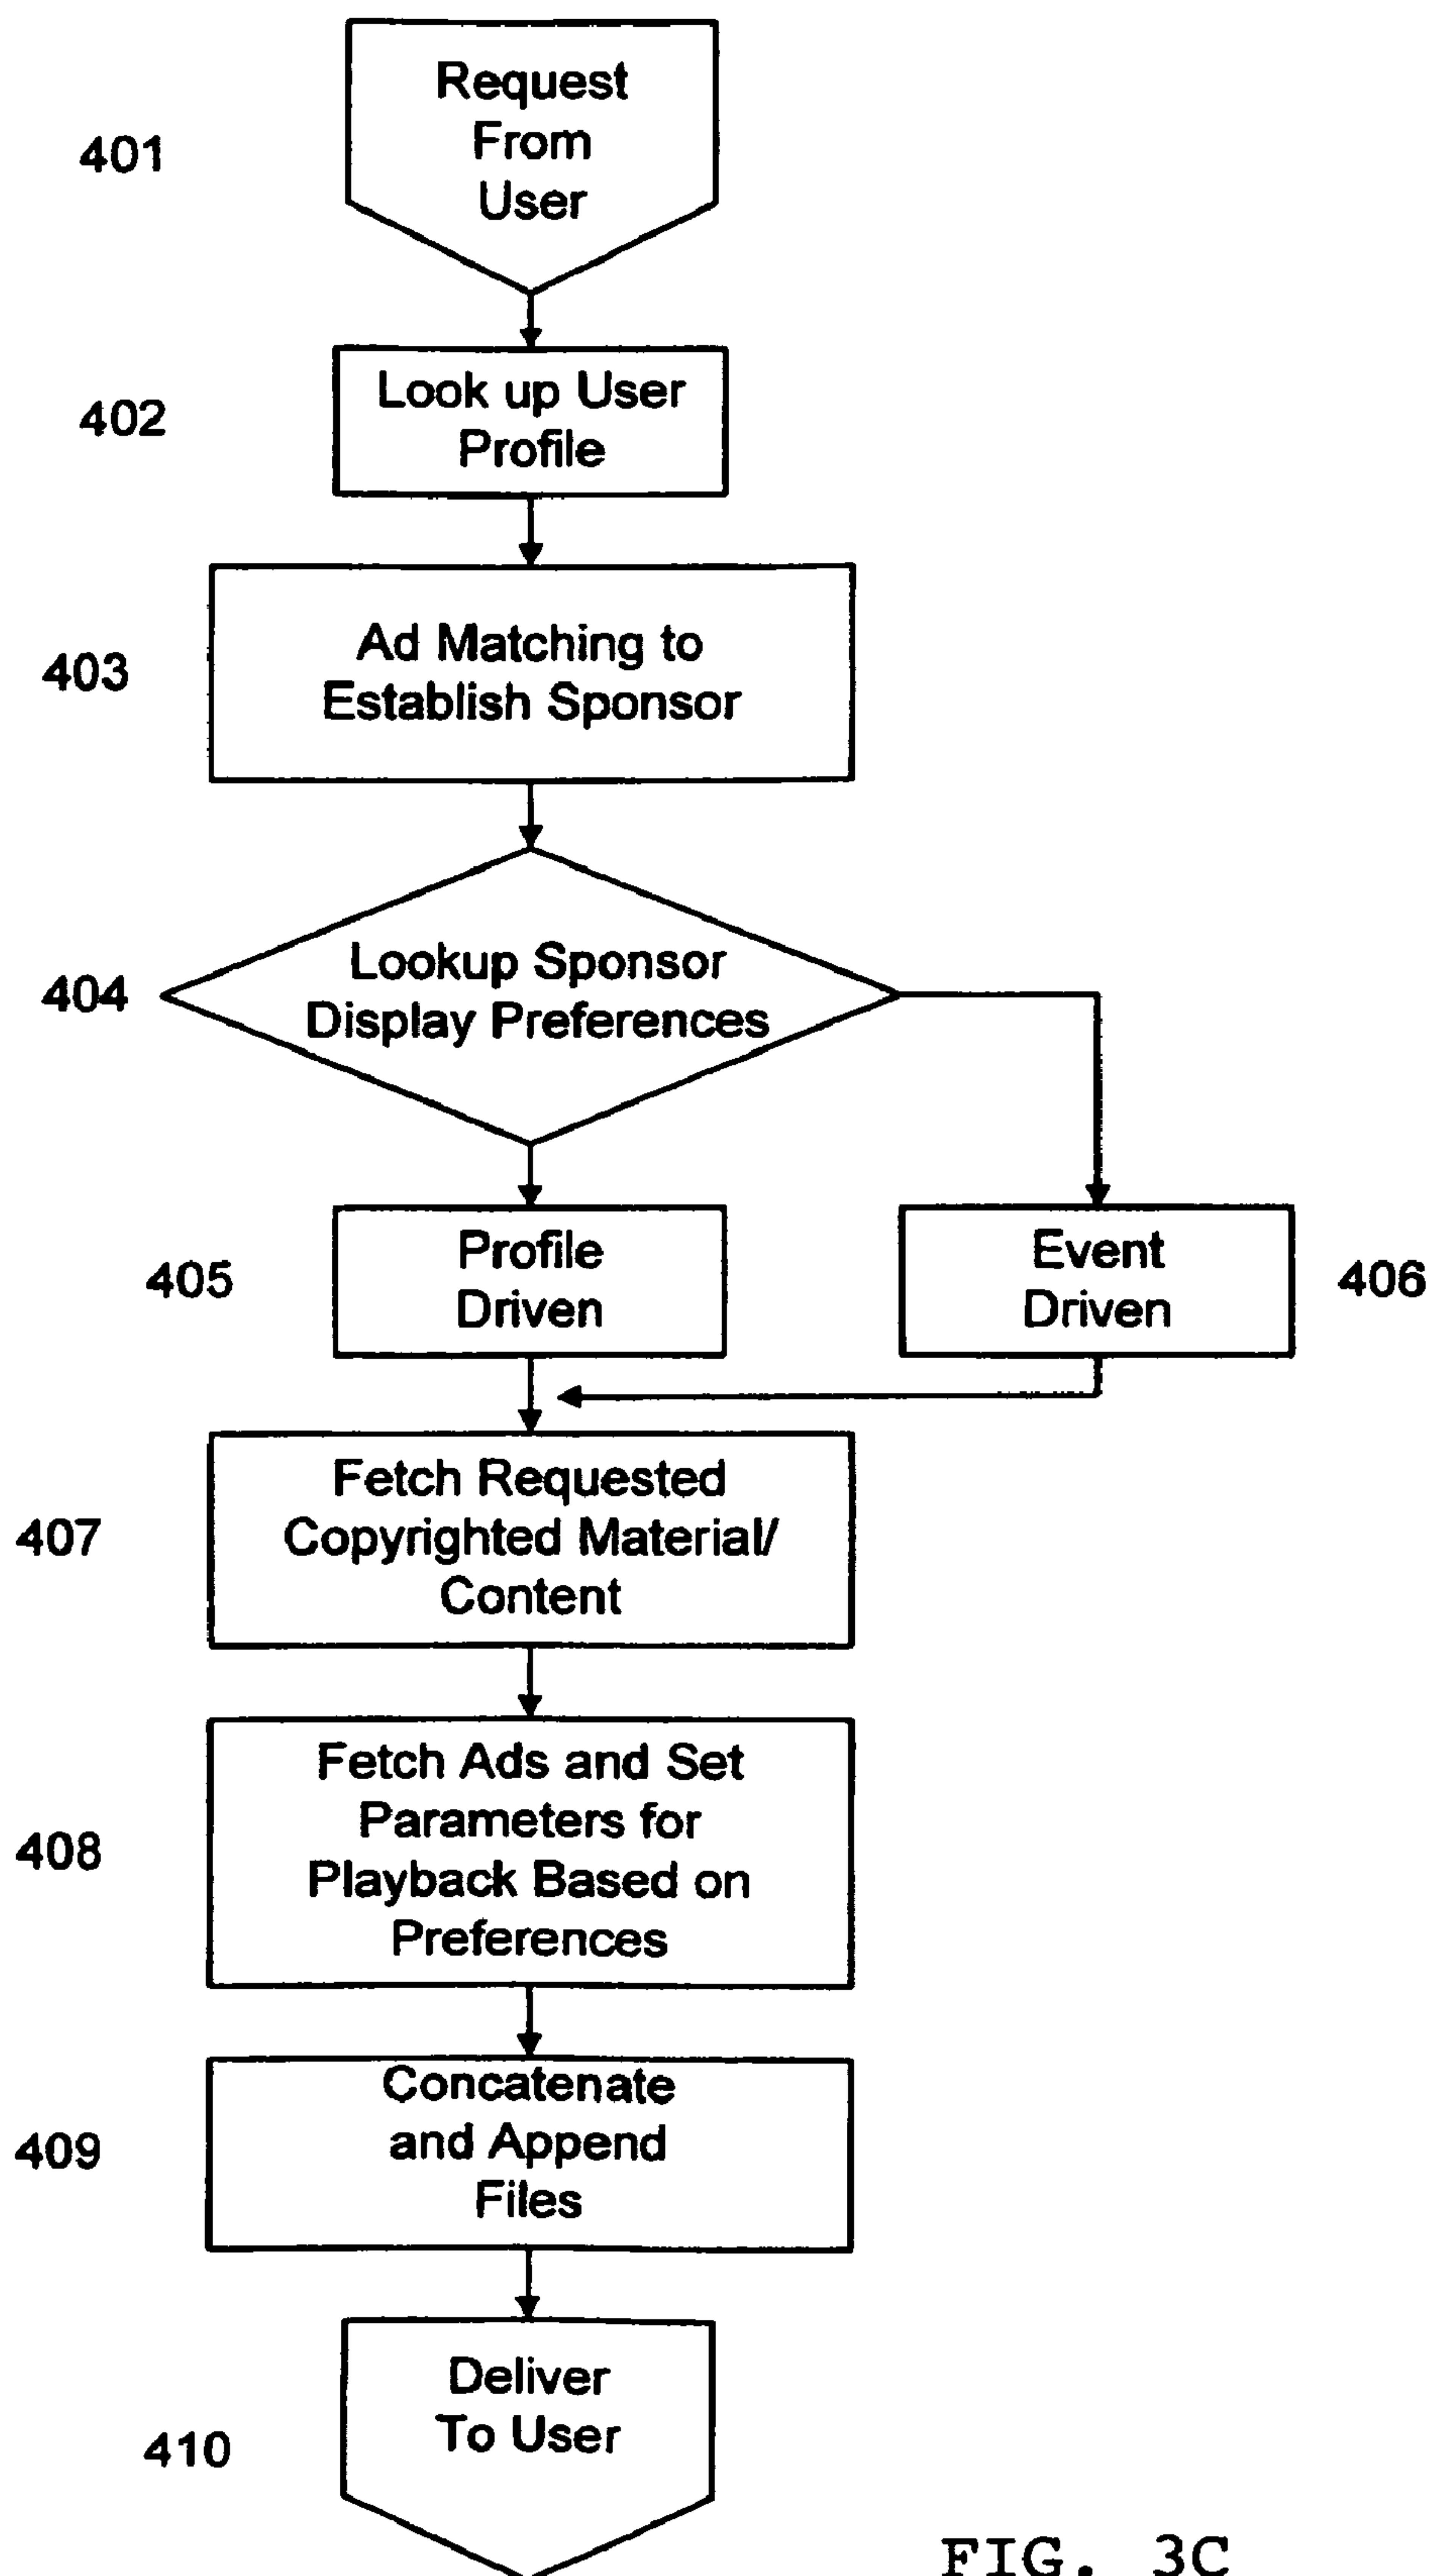 401
Request
From
User
402
Look up User
Profile
403
Ad Matching to
Establish Sponsor
404
Lookup Sponsor
Display Preferences
405
Profile
Driven
Event
Driven
406
407
Fetch Requested
Copyrighted Material/
Content
408
Fetch Ads and Set
Parameters for
Playback Based on
Preferences
409
Concatenate
and Append
Files
410
Deliver
To User
FIG. 3C